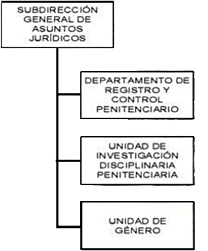 SUBDIRECCIÓN
GENERAL DE
ASUNTOS
JURÍDICOS
DEPARTAMENTO DE
REGISTRO Y
CONTROL
PENITENCIARIO
UNIDAD DE
INVESTIGACIÓN
DISCIPLINARIA
PENITENCIARIA
UNIDAD DE
GÉNERO